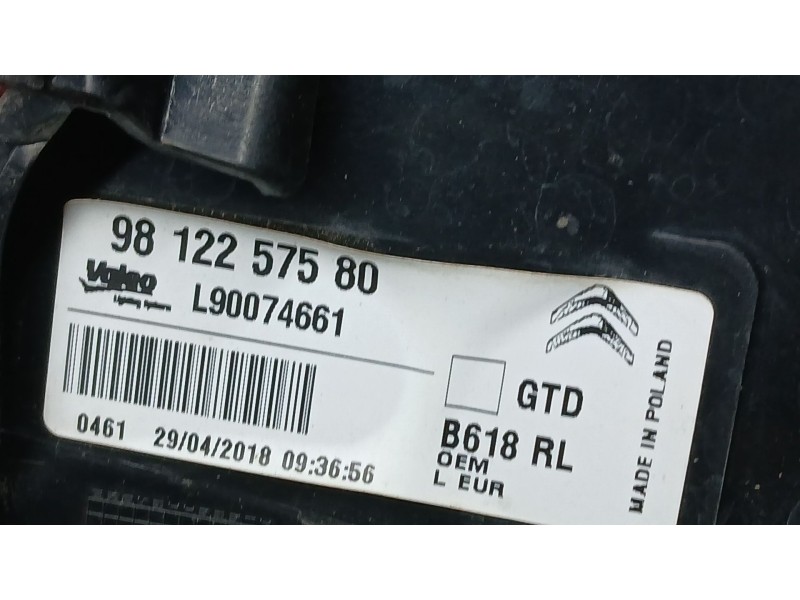 98 122 575 80
Valeo
Lighting Systems
L90074661
GTD
B618 RL
OEM
L EUR
0461 29/04/2018 09:36:56
MADE IN POLAND